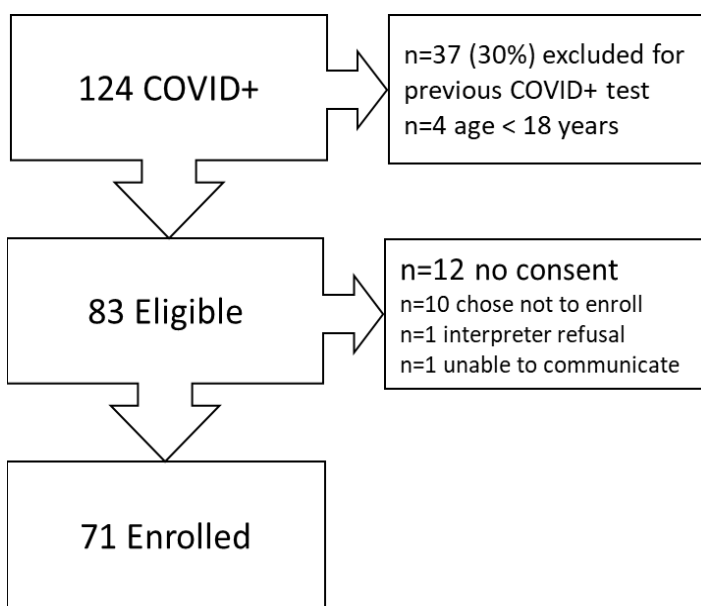 124 COVID+
n=37 (30%) excluded for
previous COVID+ test
n=4 age < 18 years
83 Eligible
n=12 no consent
n=10 chose not to enroll
n=1 interpreter refusal
n=1 unable to communicate
71 Enrolled